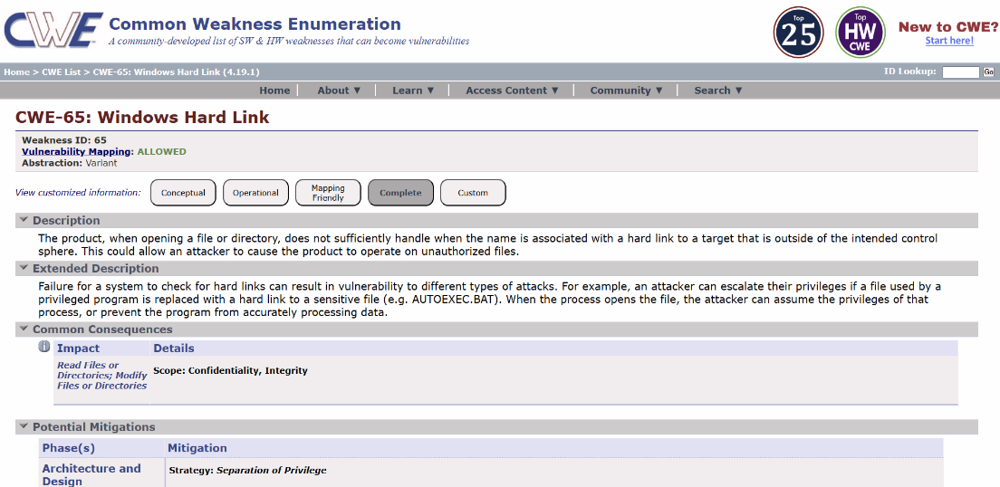 CWE
Common Weakness Enumeration
A community-developed list of SW & HW weaknesses that can become vulnerabilities
Top
25
Top
HW
CWE
New to CWE?
Start here!
Home > CWE List > CWE-65: Windows Hard Link (4.19.1)
ID Lookup:
Go
Home
About ▼
Learn ▼
Access Content ▼
Community ▼
Search ▼
CWE-65: Windows Hard Link
Weakness ID: 65
Vulnerability Mapping: ALLOWED
Abstraction: Variant
View customized information:
Conceptual
Operational
Mapping
Friendly
Complete
Custom
Description
The product, when opening a file or directory, does not sufficiently handle when the name is associated with a hard link to a target that is outside of the intended control
sphere. This could allow an attacker to cause the product to operate on unauthorized files.
Extended Description
Failure for a system to check for hard links can result in vulnerability to different types of attacks. For example, an attacker can escalate their privileges if a file used by a
privileged program is replaced with a hard link to a sensitive file (e.g. AUTOEXEC.BAT). When the process opens the file, the attacker can assume the privileges of that
process, or prevent the program from accurately processing data.
Common Consequences
i
Impact
Details
Read Files or
Directories; Modify
Files or Directories
Scope: Confidentiality, Integrity
Potential Mitigations
Phase(s)
Mitigation
Architecture and
Design
Strategy: Separation of Privilege